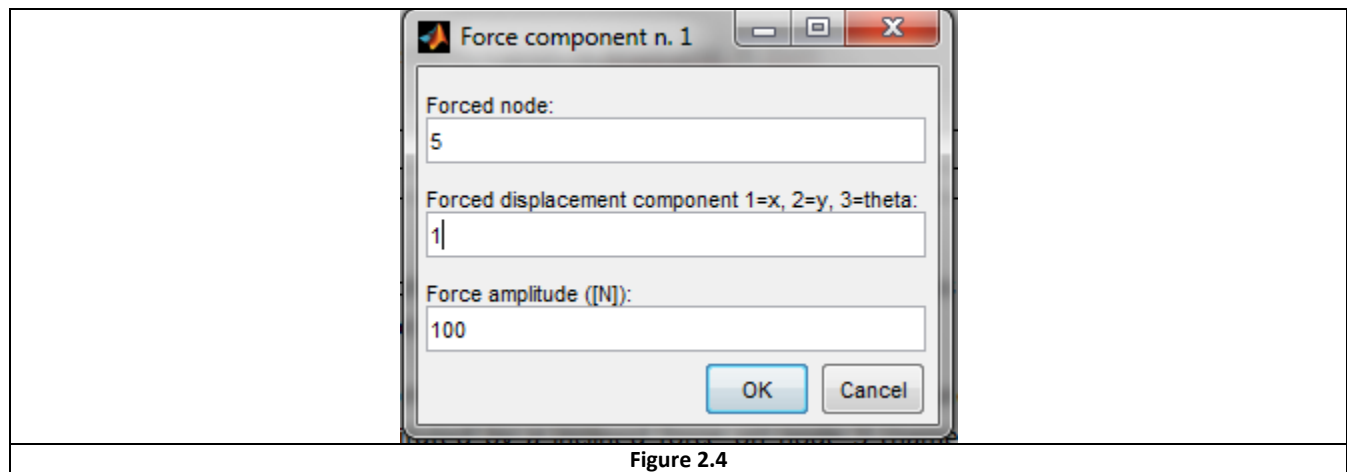 Force component n. 1
Forced node:
5
Forced displacement component 1=x, 2=y, 3=theta:
1
Force amplitude ([N]):
100
OK Cancel
Figure 2.4